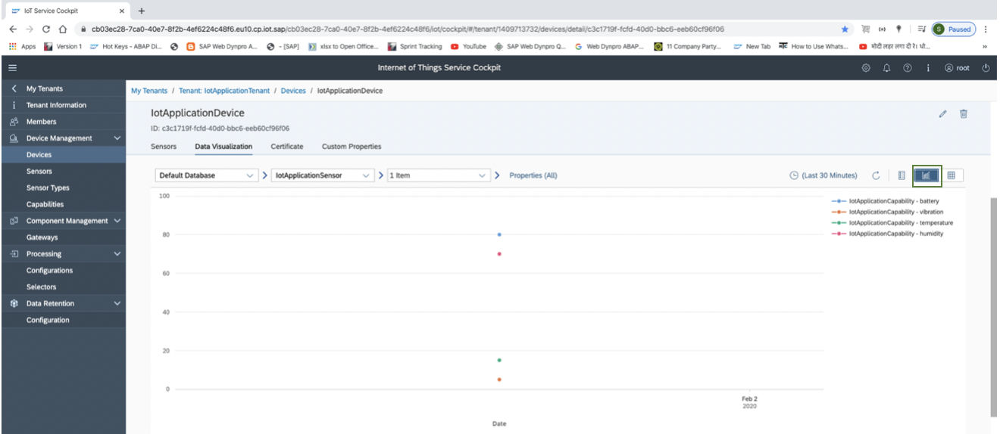 IoT Service Cockpit
cb03ec28-7ca0-40e7-8f2b-4ef6224c48f6.eu10.cp.iot.sap/cb03ec28-7ca0-40e7-8f2b-4ef6224c48f6/iot/cockpit/#/tenant/1409713732/devices/detail/c3c1719f-fcfd-40d0-bbc6-eeb60cf96f06
S Paused
Apps Version 1 Hot Keys - ABAP Di... SAP Web Dynpro A... - [SAP] xlsx to Open Office... Sprint Tracking YouTube SAP Web Dynpro Q... Web Dynpro ABAP... 11 Company Party... New Tab How to Use Whats... मोदी लहर लगा दी रे। धो... »
Internet of Things Service Cockpit
root
My Tenants
Tenant Information
Members
Device Management
Devices
Sensors
Sensor Types
Capabilities
Component Management
Gateways
Processing
Configurations
Selectors
Data Retention
Configuration
My Tenants / Tenant: IotApplicationTenant / Devices / IotApplicationDevice
IotApplicationDevice
ID: c3c1719f-fcfd-40d0-bbc6-eeb60cf96f06
Sensors Data Visualization Certificate Custom Properties
Default Database IotApplicationSensor 1 Item Properties (All) (Last 30 Minutes)
100
80
60
40
20
0
IotApplicationCapability - battery
IotApplicationCapability - vibration
IotApplicationCapability - temperature
IotApplicationCapability - humidity
Feb 2
2020
Date